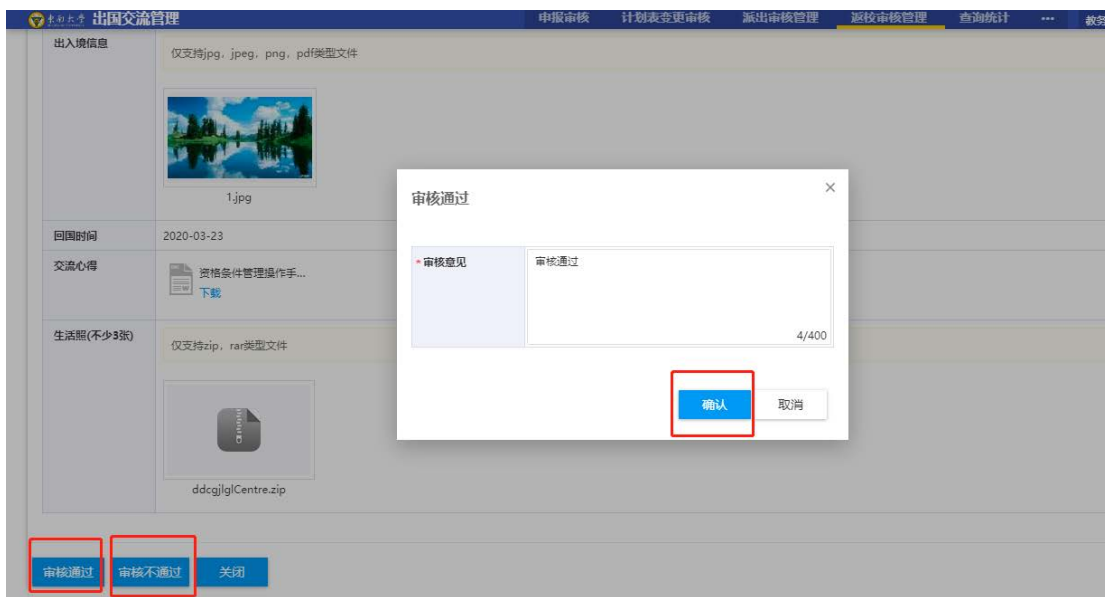 出国交流管理
申报审核 计划表变更审核 派出审核管理 返校审核管理 查询统计 ••• 教务
出入境信息
仅支持jpg, jpeg, png, pdf类型文件
1.jpg
回国时间 2020-03-23
交流心得
资格条件管理操作手...
下载
生活照(不少3张)
仅支持zip, rar类型文件
ddcgjlglCentre.zip
审核通过 ×
* 审核意见 审核通过
4/400
确认 取消
审核通过 审核不通过 关闭